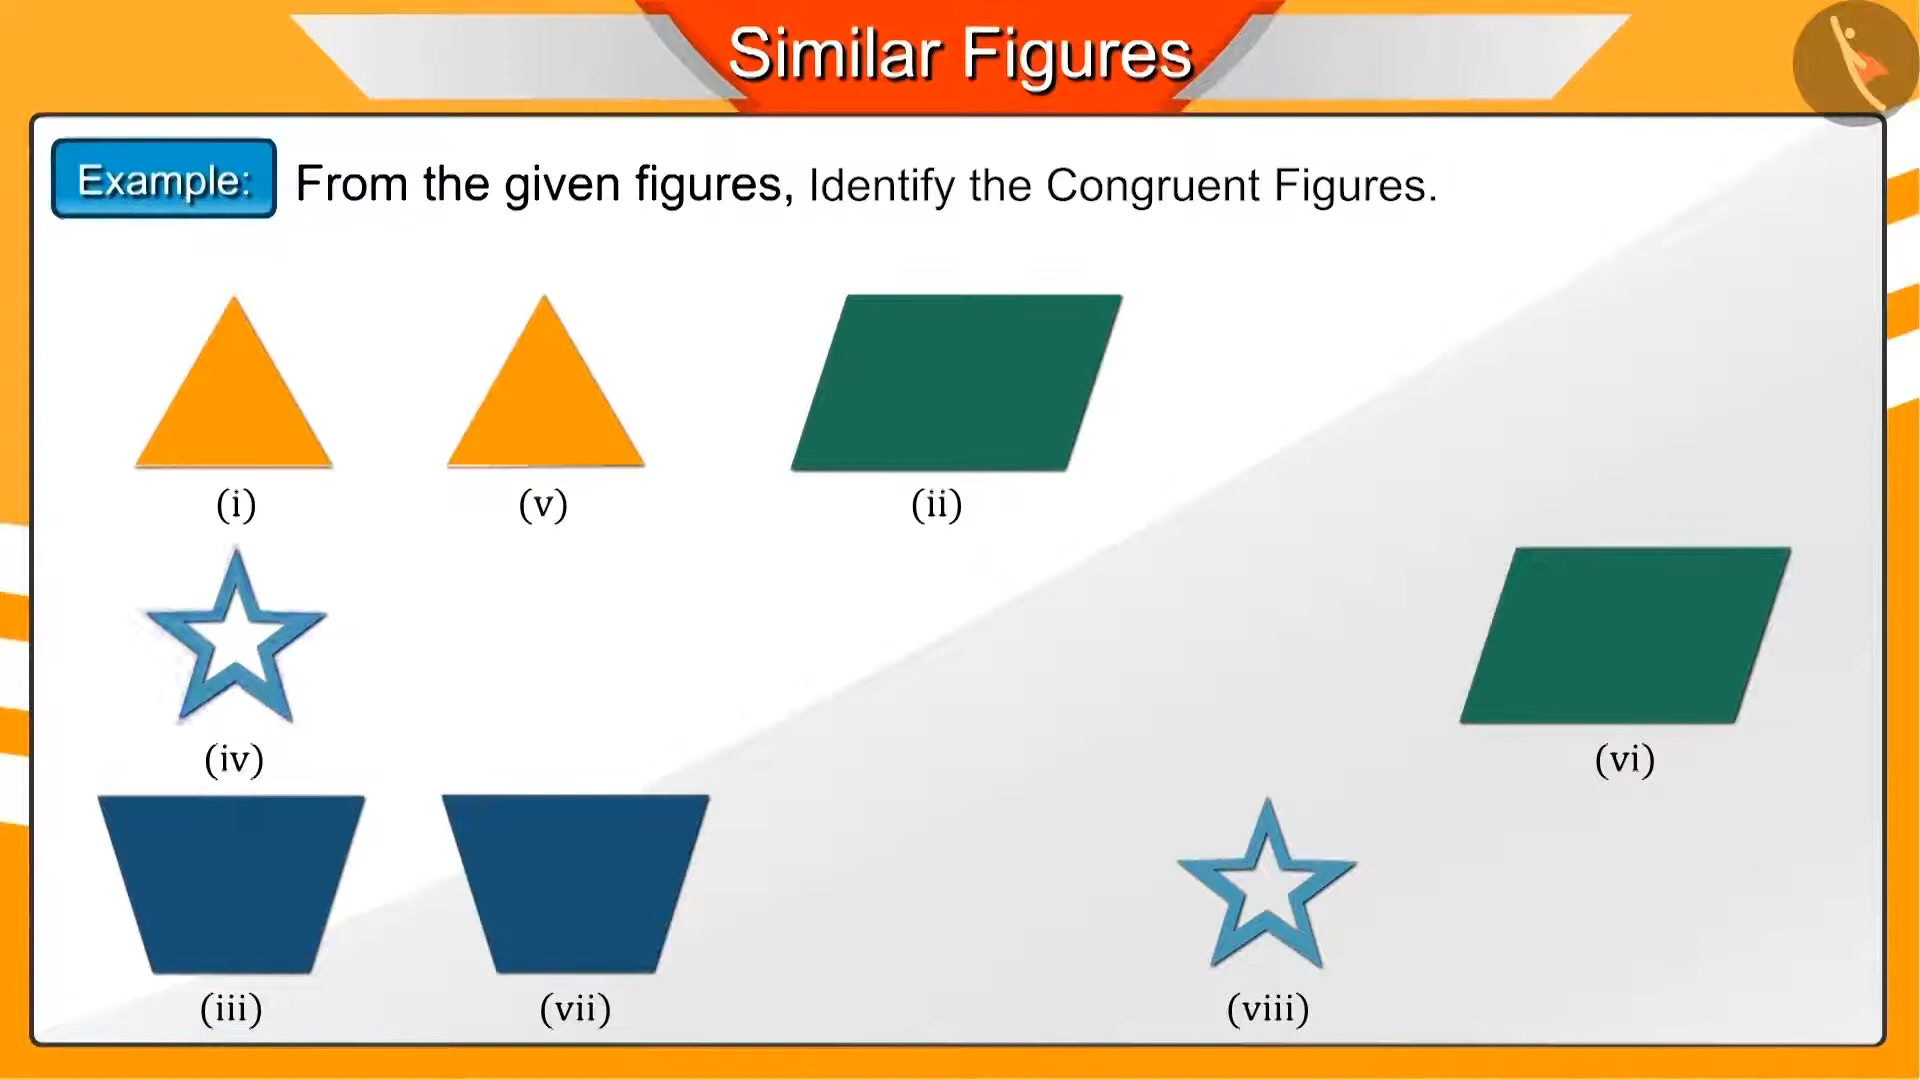 Similar Figures
Example: From the given figures, Identify the Congruent Figures.
(i) (v) (ii)
(iv) (vi)
(iii) (vii) (viii)